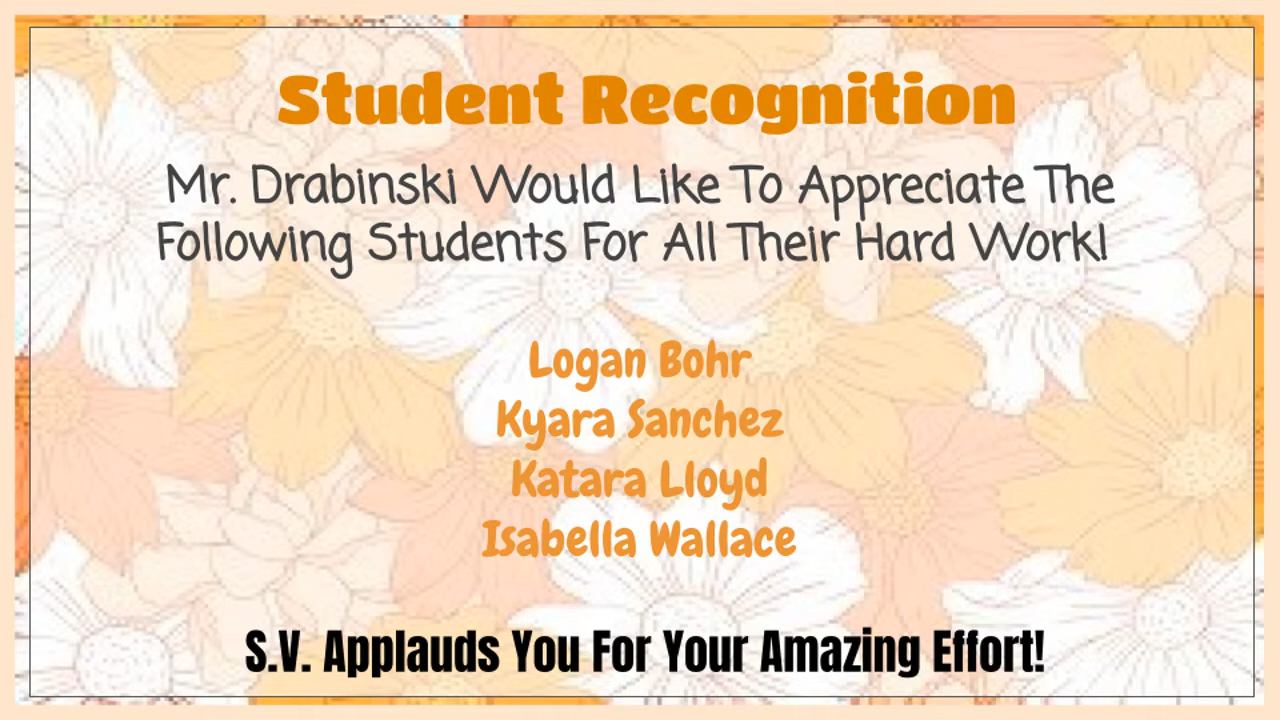 Student Recognition
Mr. Drabinski Would Like To Appreciate The
Following Students For All Their Hard Work!
Logan Bohr
Kyara Sanchez
Katara Lloyd
Isabella Wallace
S.V. Applauds You For Your Amazing Effort!